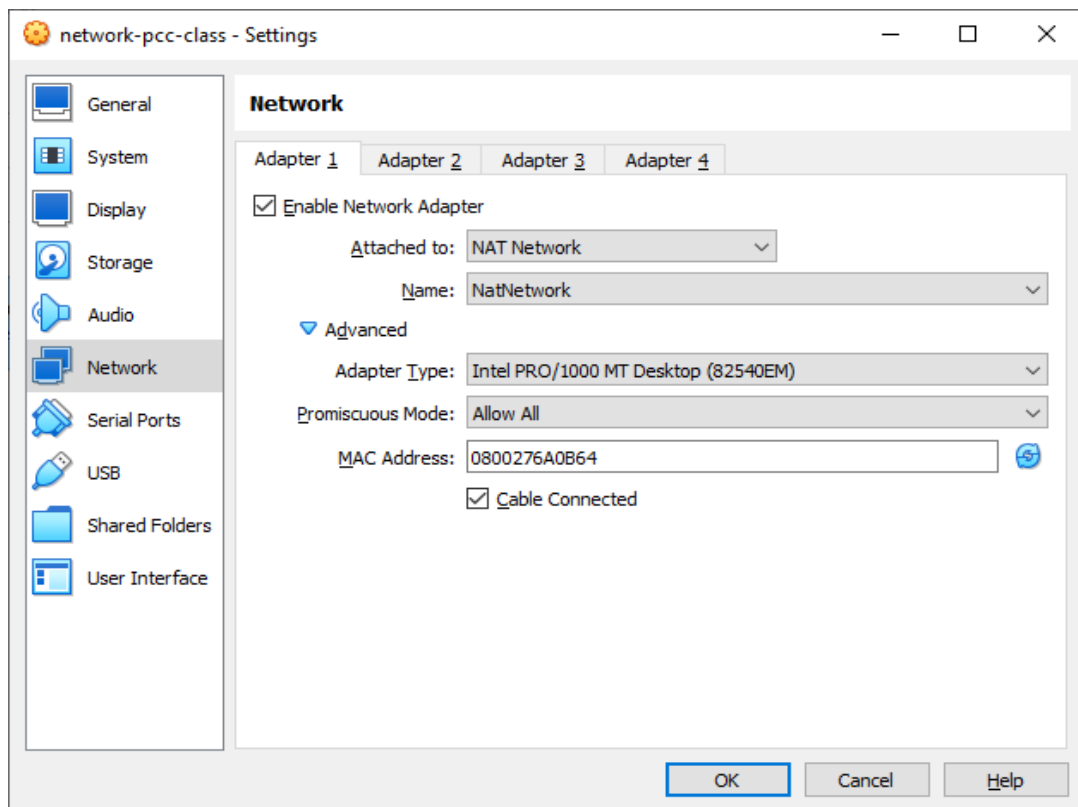 network-pcc-class - Settings
General
System
Display
Storage
Audio
Network
Serial Ports
USB
Shared Folders
User Interface
Network
Adapter 1 Adapter 2 Adapter 3 Adapter 4
Enable Network Adapter
Attached to: NAT Network
Name: NatNetwork
Advanced
Adapter Type: Intel PRO/1000 MT Desktop (82540EM)
Promiscuous Mode: Allow All
MAC Address: 0800276A0B64
Cable Connected
OK Cancel Help